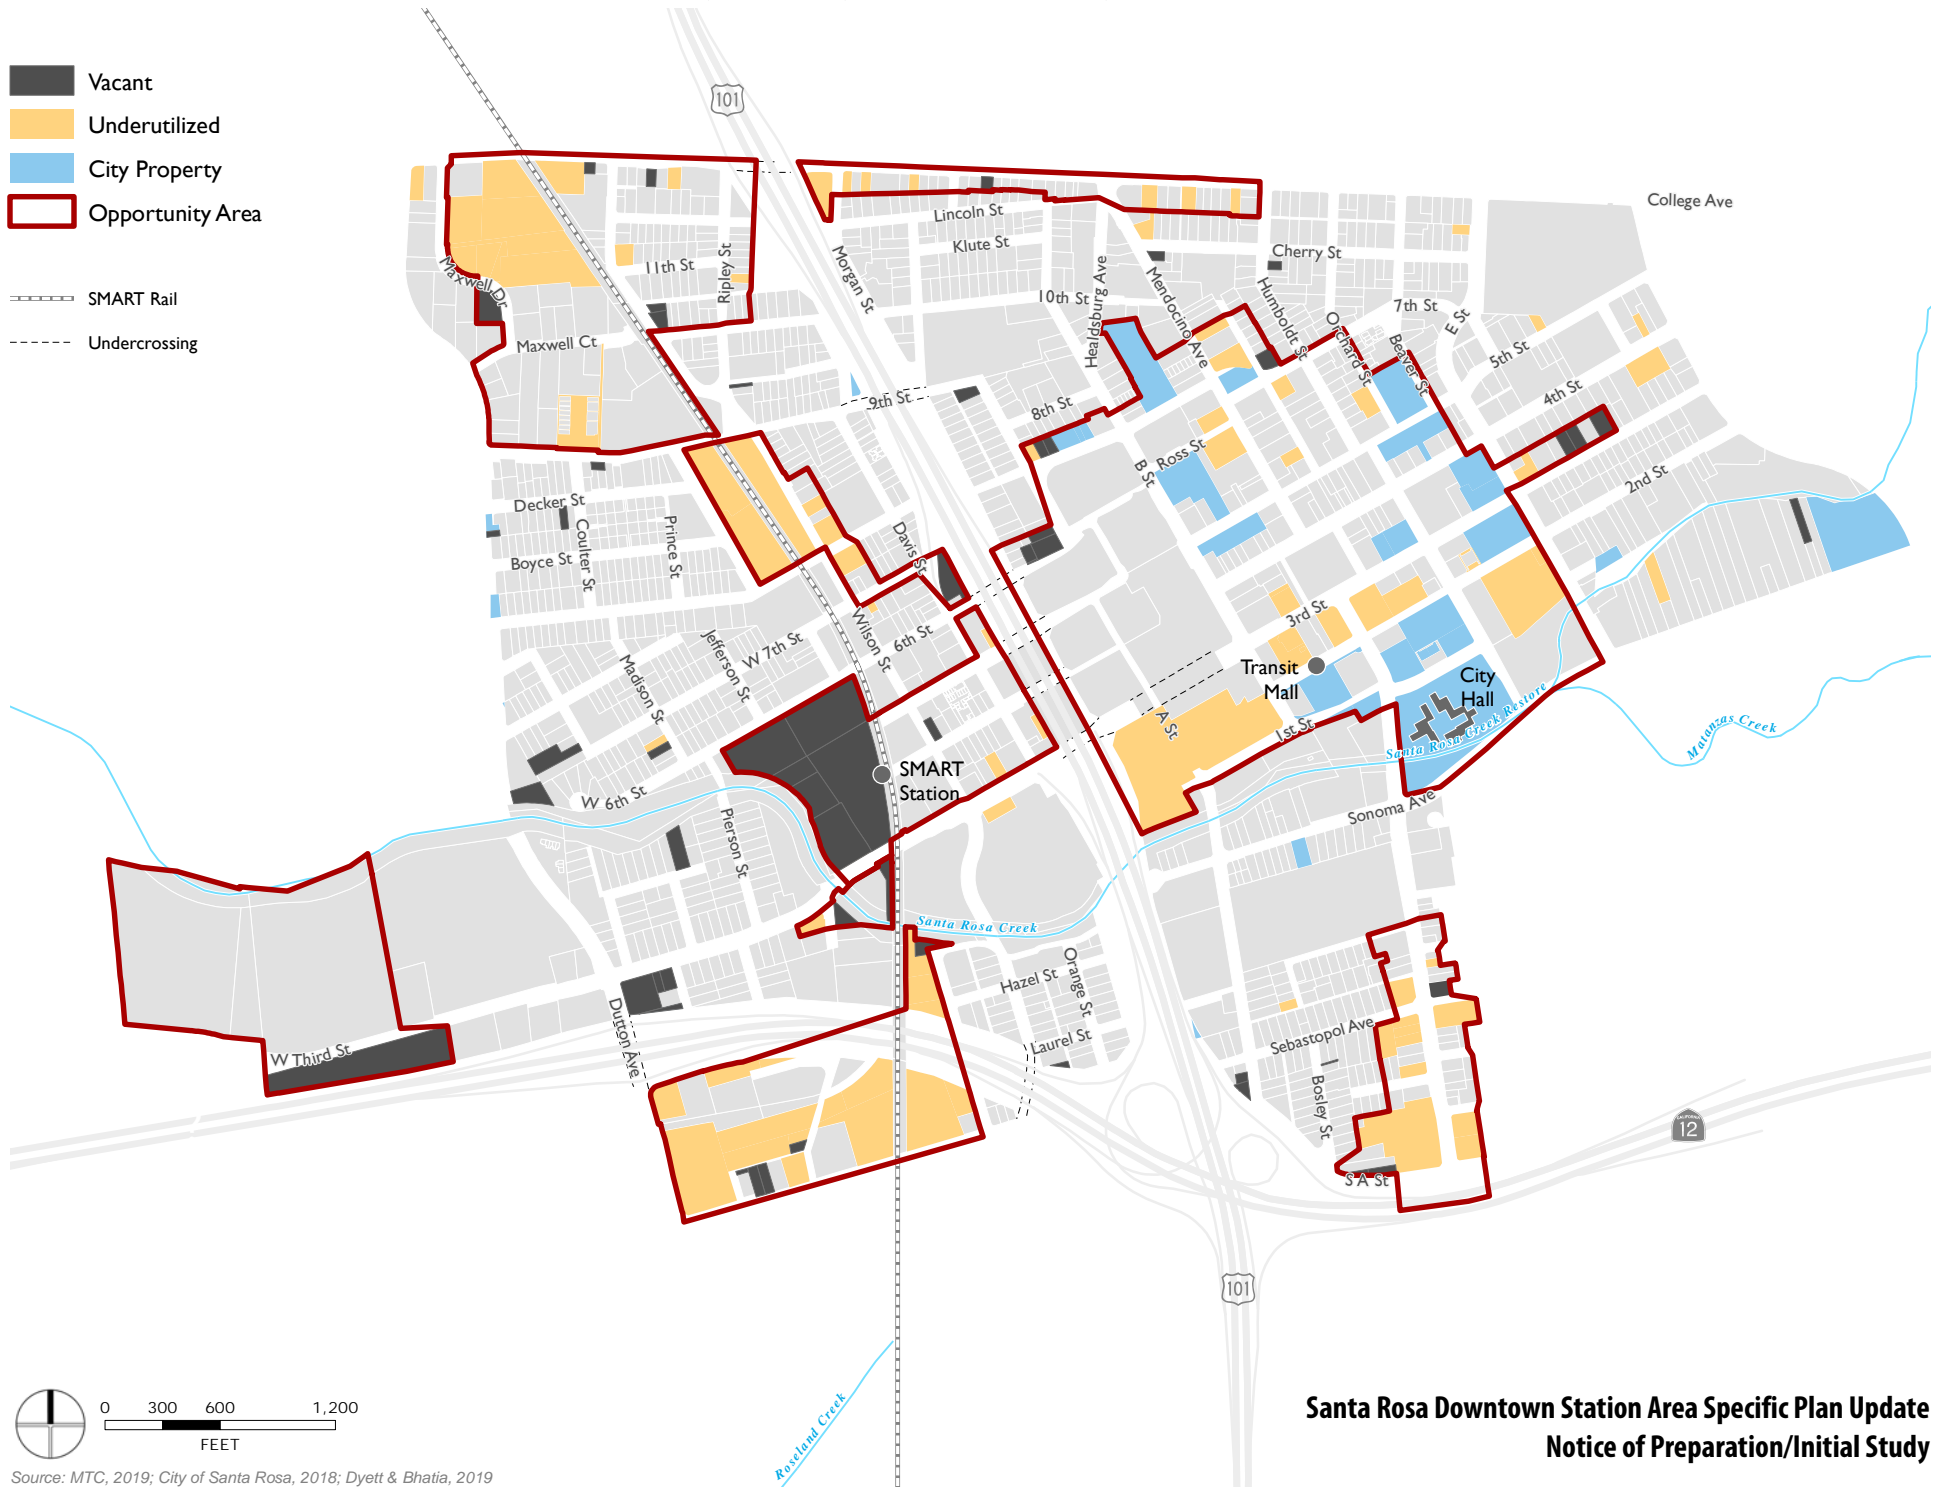 Vacant
Underutilized
City Property
Opportunity Area
SMART Rail
Undercrossing
101
College Ave
Lincoln St
Klute St
Cherry St
11th St
Ripley St
Morgan St
Maxwell Dr
Healdsburg Ave
Mendocino Ave
Humboldt St
10th St
7th St
E St
Orchard St
Beaver St
5th St
Maxwell Ct
4th St
9th St
8th St
Ross St
B St
2nd St
Decker St
Coulter St
Prince St
Davis St
Boyce St
3rd St
Wilson St
6th St
W 7th St
Jefferson St
Madison St
Transit
Mall
City
Hall
A St
1st St
Santa Rosa Creek Restore
Matanzas Creek
SMART
Station
W 6th St
Sonoma Ave
Pierson St
Santa Rosa Creek
Hazel St
Orange St
Laurel St
Sebastopol Ave
Dutton Ave
W Third St
Bosley St
CALIFORNIA
12
S A St
101
Roseland Creek
0 300 600 1,200
FEET
Santa Rosa Downtown Station Area Specific Plan Update
Notice of Preparation/Initial Study
Source: MTC, 2019; City of Santa Rosa, 2018; Dyett & Bhatia, 2019